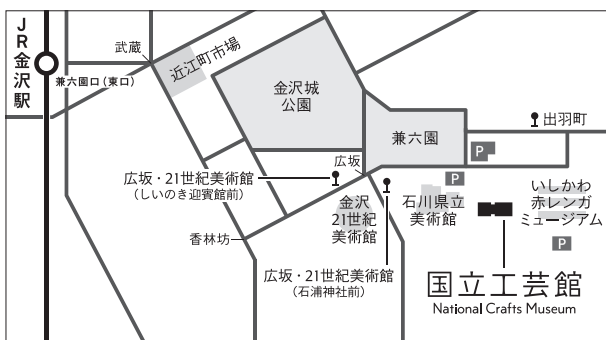 JR金沢駅
兼六園口（東口）
武蔵
近江町市場
金沢城
公園
兼六園
出羽町
P
広坂
P
広坂・21世紀美術館
（しいのき迎賓館前）
金沢
21世紀
美術館
石川県立
美術館
いしかわ
赤レンガ
ミュージアム
香林坊
P
広坂・21世紀美術館
（石浦神社前）
国立工芸館
National Crafts Museum